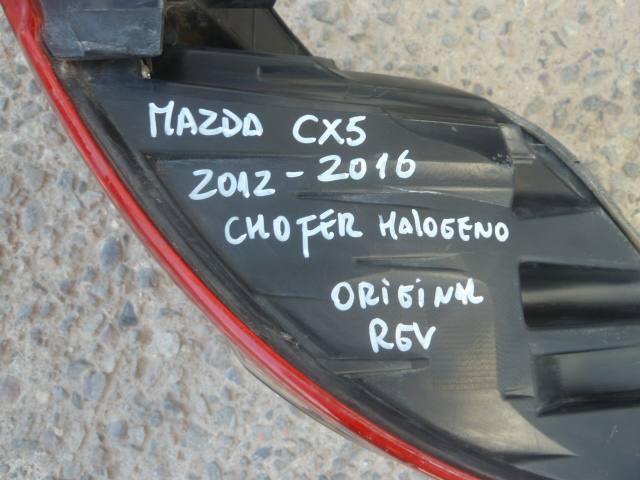 MAZDA CX5
2012-2016
CHOFER HALOGENO
ORIGINAL
REV